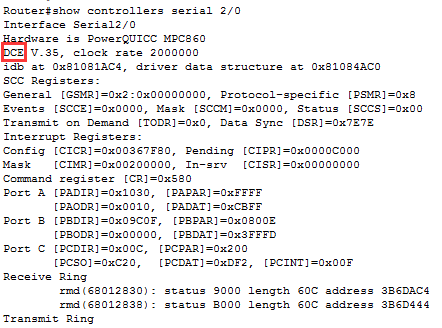 Router#show controllers serial 2/0
Interface Serial2/0
Hardware is PowerQUICC MPC860
DCE V.35, clock rate 2000000
idb at 0x81081AC4, driver data structure at 0x81084AC0
SCC Registers:
General [GSMR]=0x2:0x00000000, Protocol-specific [PSMR]=0x8
Events [SCCE]=0x0000, Mask [SCCM]=0x0000, Status [SCCS]=0x00
Transmit on Demand [TODR]=0x0, Data Sync [DSR]=0x7E7E
Interrupt Registers:
Config [CICR]=0x00367F80, Pending [CIPR]=0x0000C000
Mask   [CIMR]=0x00200000, In-srv  [CISR]=0x00000000
Command register [CR]=0x580
Port A [PADIR]=0x1030, [PAPAR]=0xFFFF
       [PAODR]=0x0010, [PADAT]=0xCBFF
Port B [PBDIR]=0x09C0F, [PBPAR]=0x0800E
       [PBODR]=0x00000, [PBDAT]=0x3FFFD
Port C [PCDIR]=0x00C, [PCPAR]=0x200
       [PCSO]=0xC20,  [PCDAT]=0xDF2, [PCINT]=0x00F
Receive Ring
        rmd(68012830): status 9000 length 60C address 3B6DAC4
        rmd(68012838): status B000 length 60C address 3B6D444
Transmit Ring